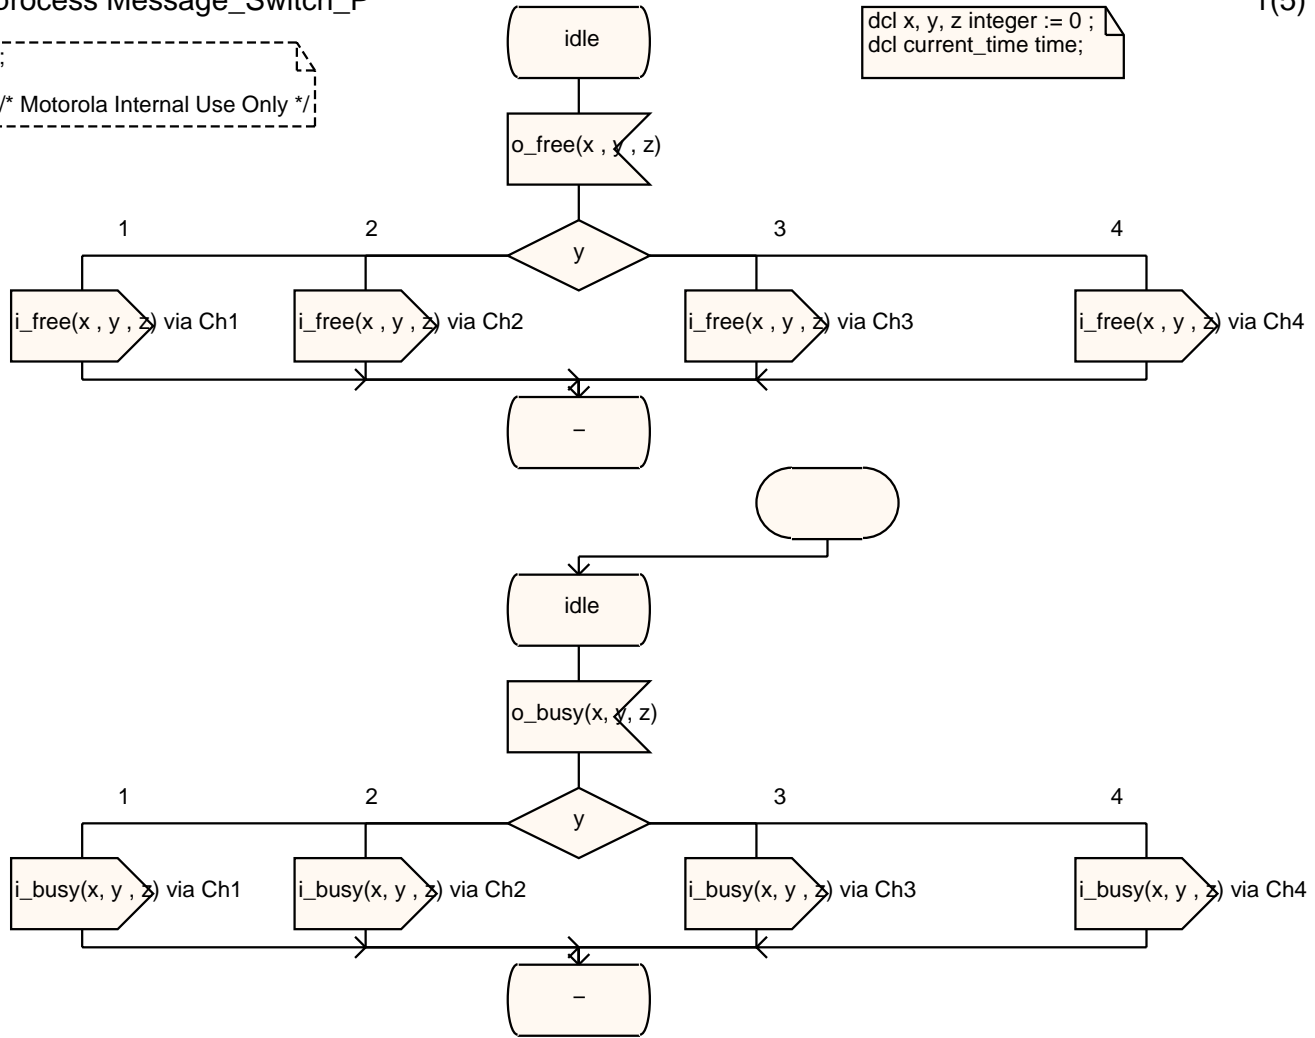 process Message_Switch_P
1(5)
;
/* Motorola Internal Use Only */
dcl x, y, z integer := 0 ;
dcl current_time time;
idle
o_free(x , y , z)
y
1
2
3
4
i_free(x , y , z) via Ch1
i_free(x , y , z) via Ch2
i_free(x , y , z) via Ch3
i_free(x , y , z) via Ch4
–
idle
o_busy(x, y, z)
y
1
2
3
4
i_busy(x, y , z) via Ch1
i_busy(x, y , z) via Ch2
i_busy(x, y , z) via Ch3
i_busy(x, y , z) via Ch4
–